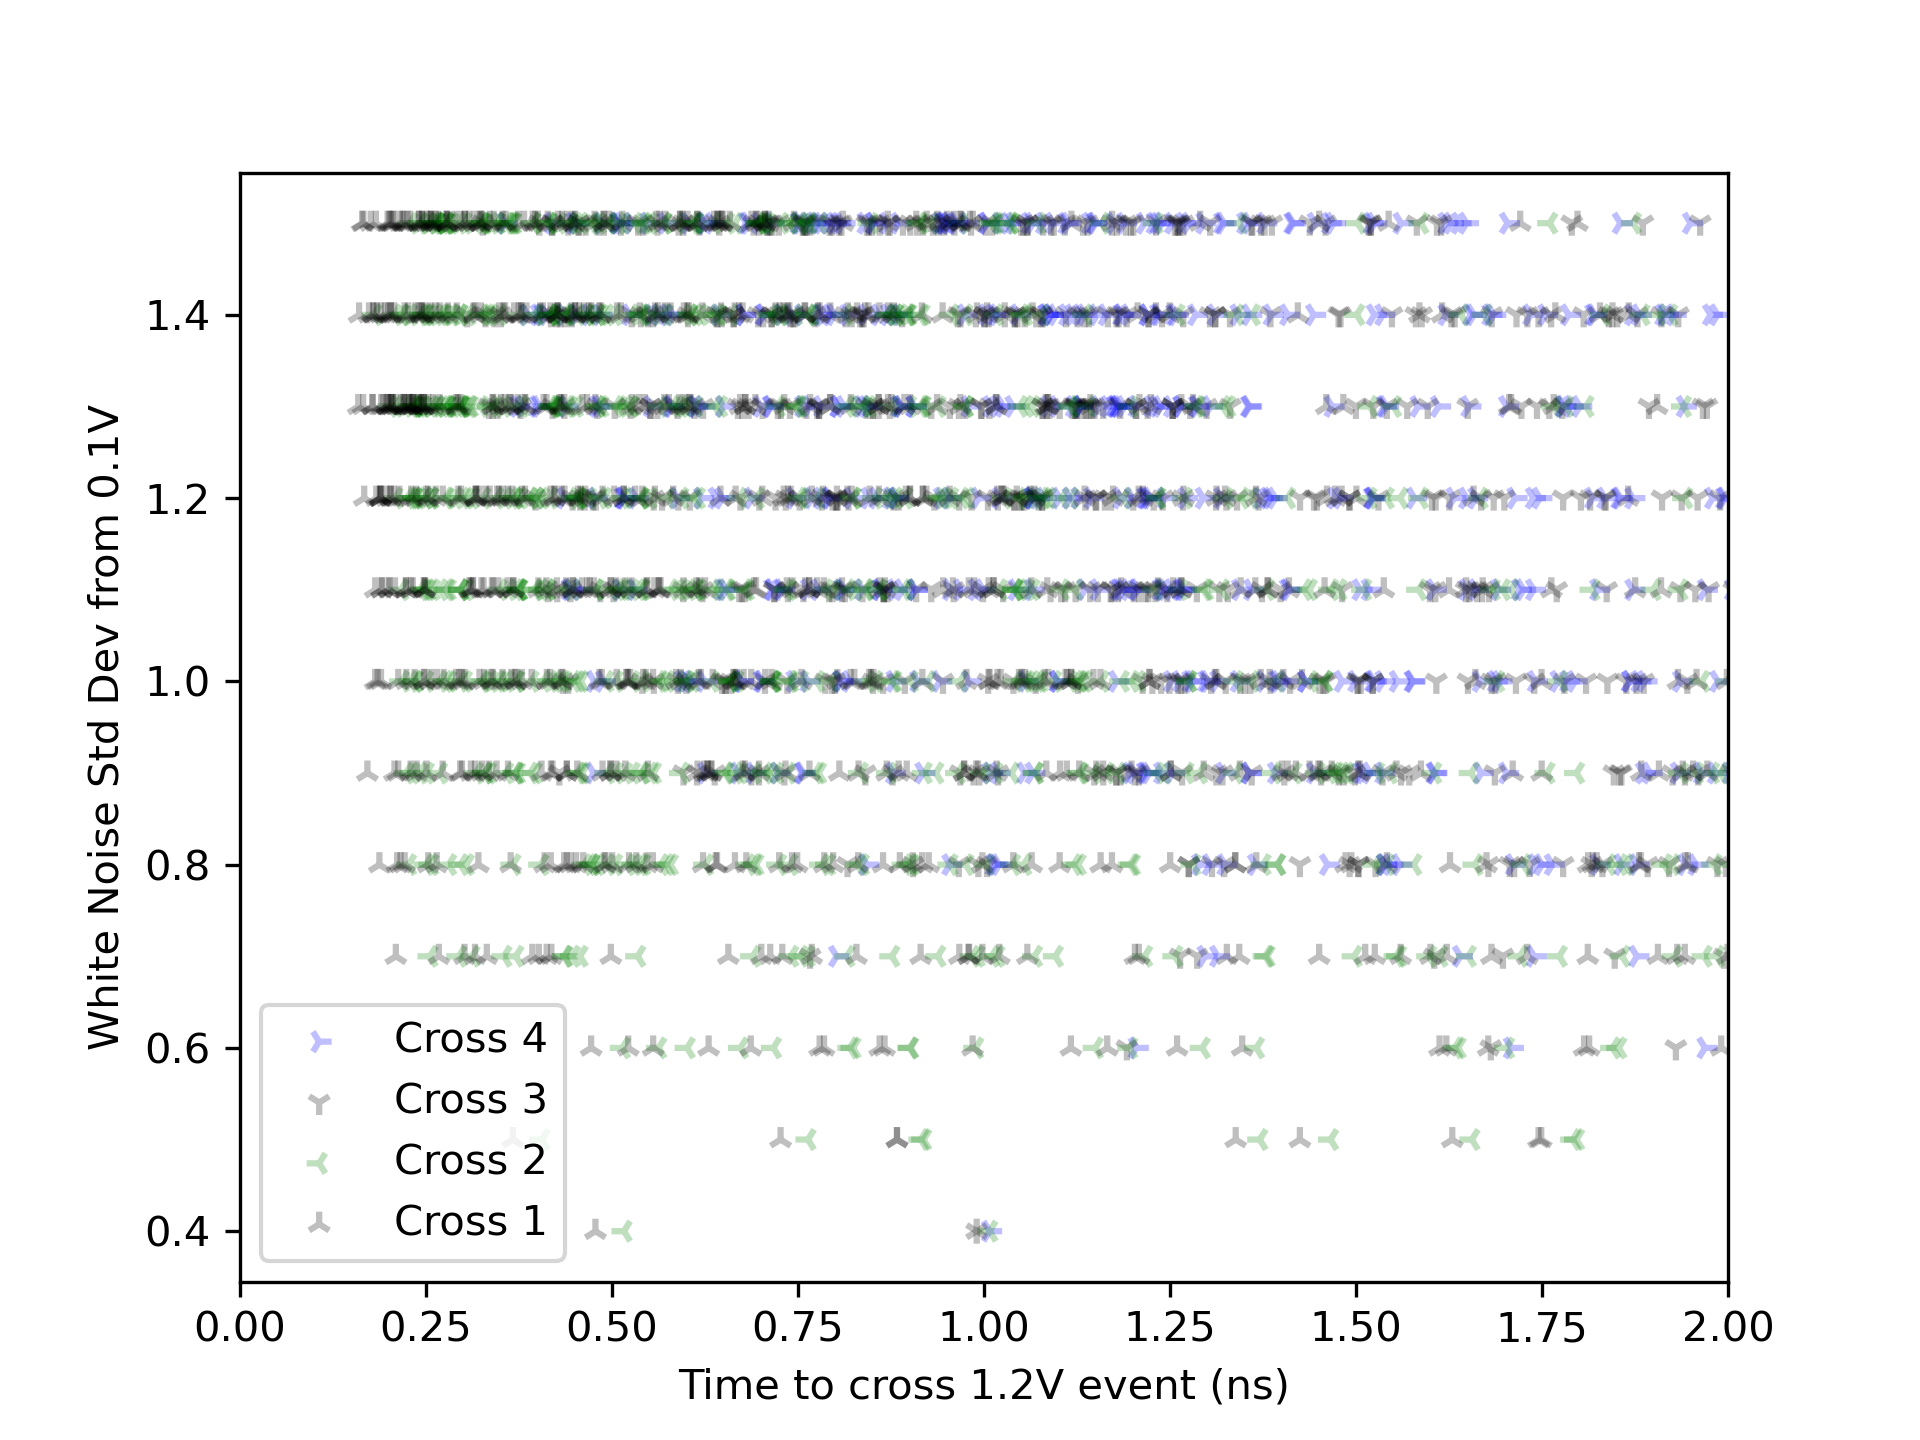 White Noise Std Dev from 0.1V
1.4
1.2
1.0
0.8
0.6
0.4
Cross 4
Cross 3
Cross 2
Cross 1
0.00 0.25 0.50 0.75 1.00 1.25 1.50 1.75 2.00
Time to cross 1.2V event (ns)